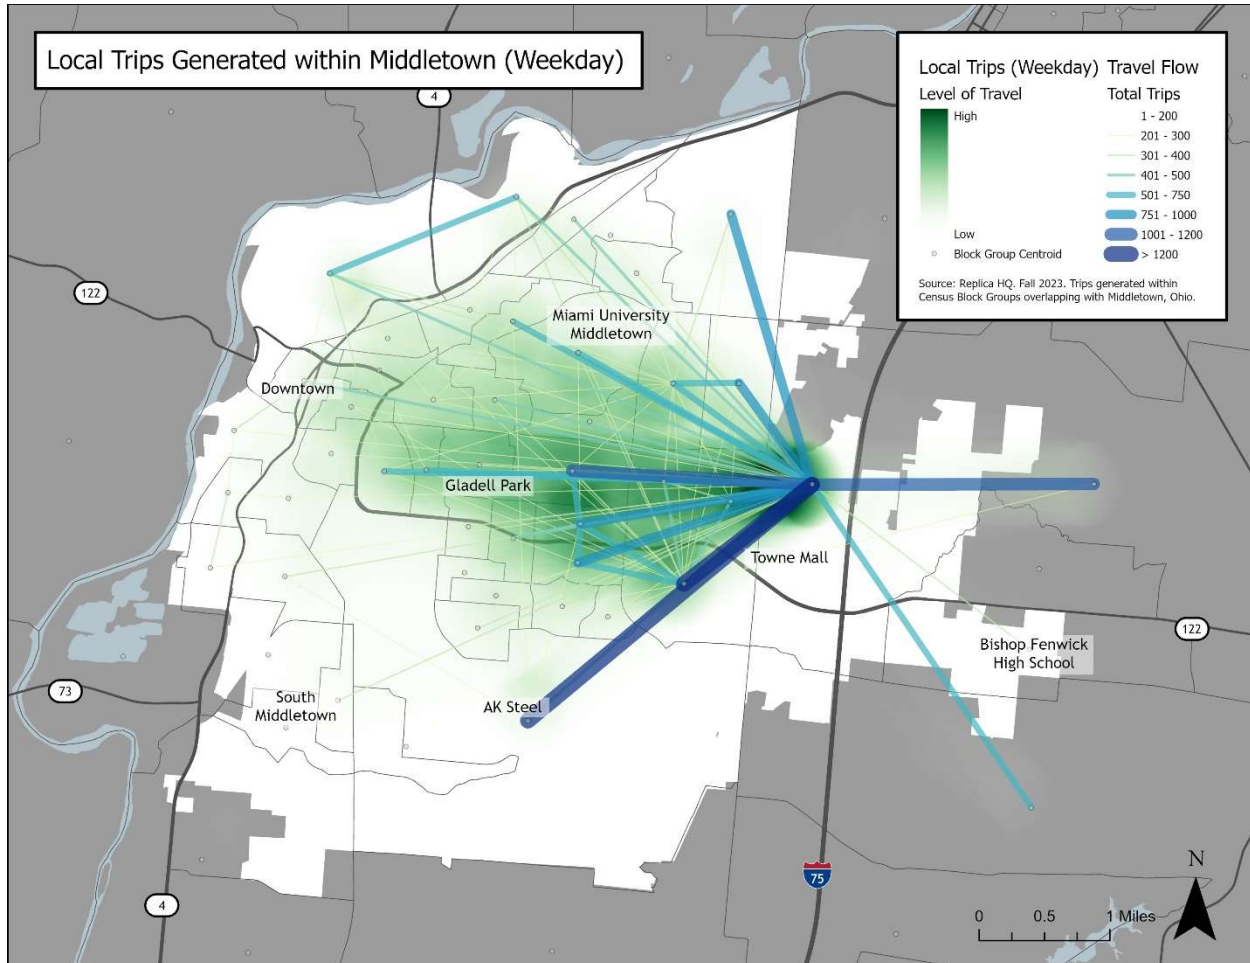 Local Trips Generated within Middletown (Weekday)
Local Trips (Weekday)
Level of Travel
High
Low
Block Group Centroid
Travel Flow
Total Trips
1 - 200
201 - 300
301 - 400
401 - 500
501 - 750
751 - 1000
1001 - 1200
> 1200
Source: Replica HQ. Fall 2023. Trips generated within
Census Block Groups overlapping with Middletown, Ohio.
4
122
Miami University
Middletown
Downtown
Gladell Park
Towne Mall
122
Bishop Fenwick
High School
73
South
Middletown
AK Steel
75
4
N
0 0.5 1 Miles